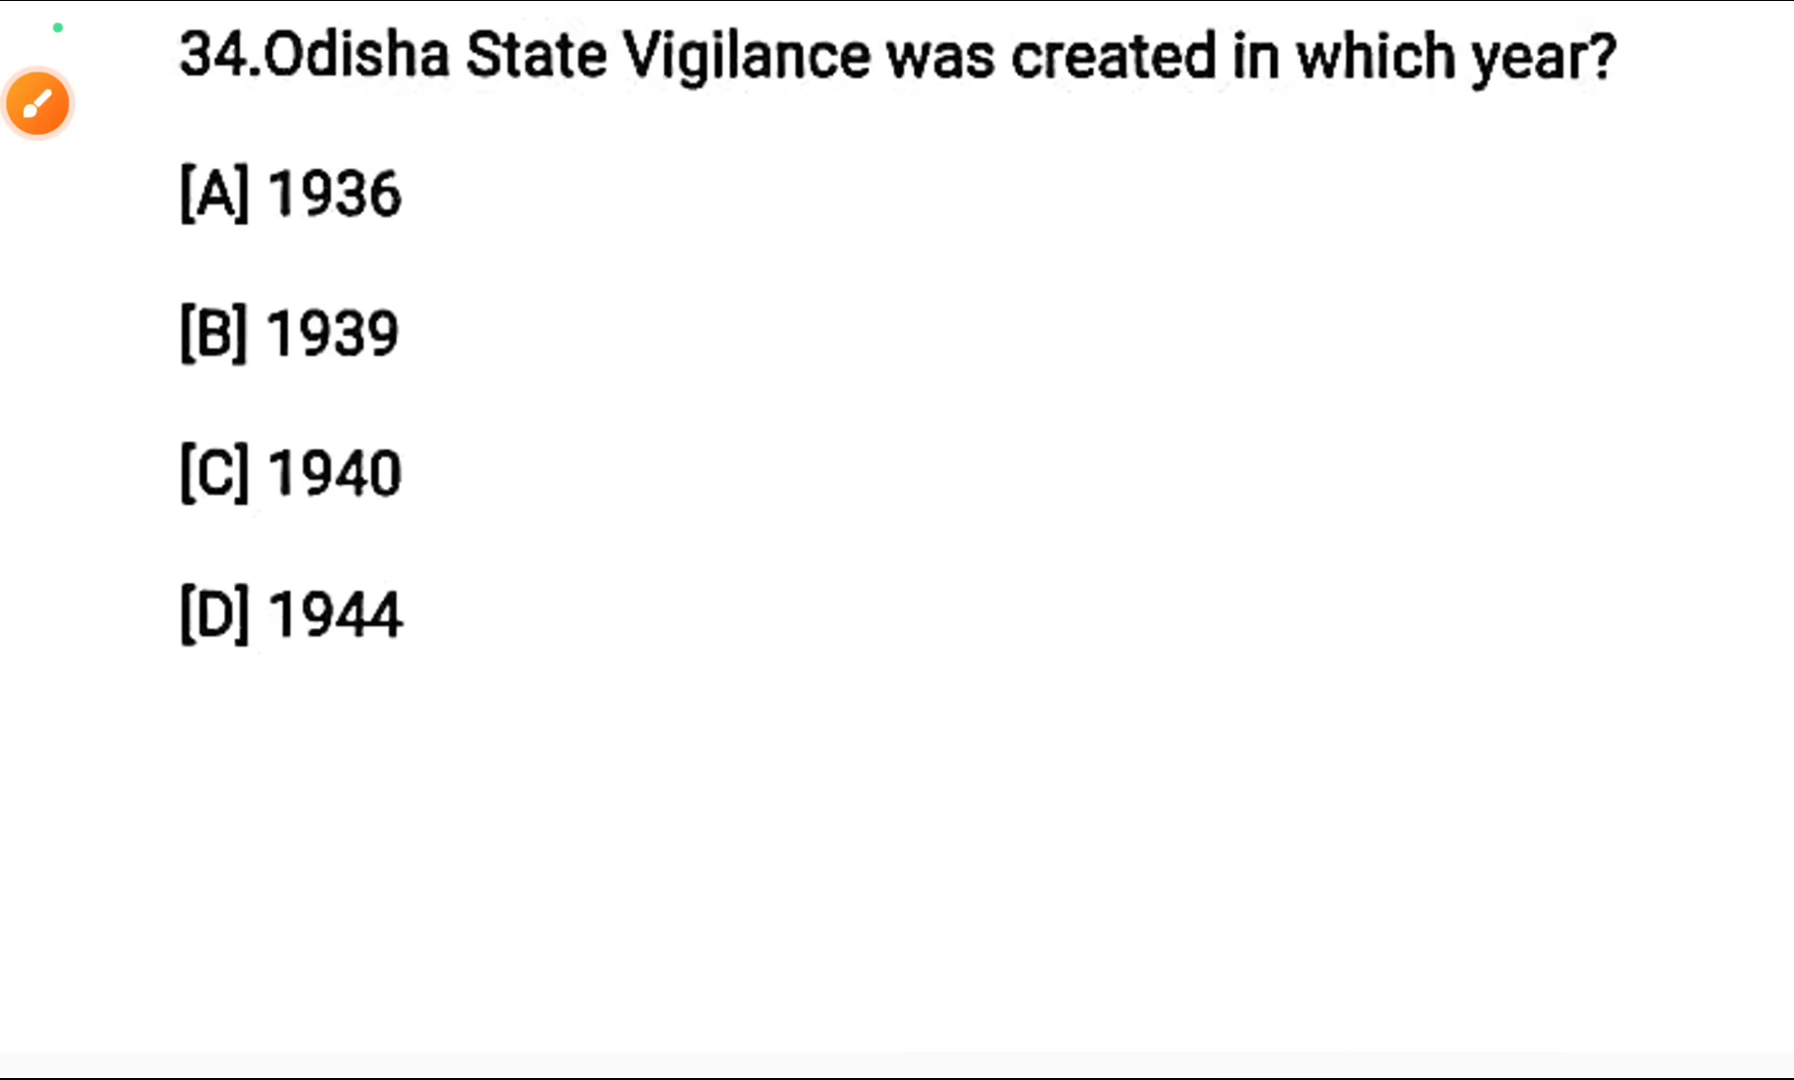 34.Odisha State Vigilance was created in which year?
[A] 1936
[B] 1939
[C] 1940
[D] 1944